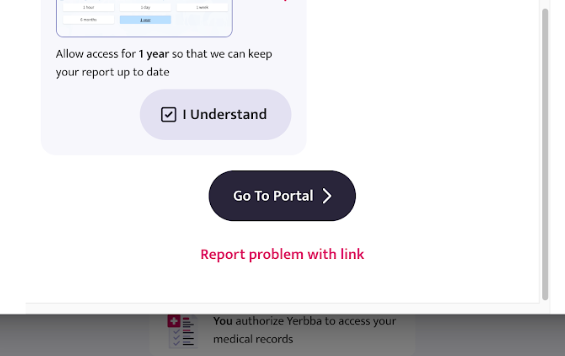 1 hour 1 Day 1 week
6 months 1 year
Allow access for 1 year so that we can keep
your report up to date
I Understand
Go To Portal
Report problem with link
You authorize Yerbba to access your
medical records